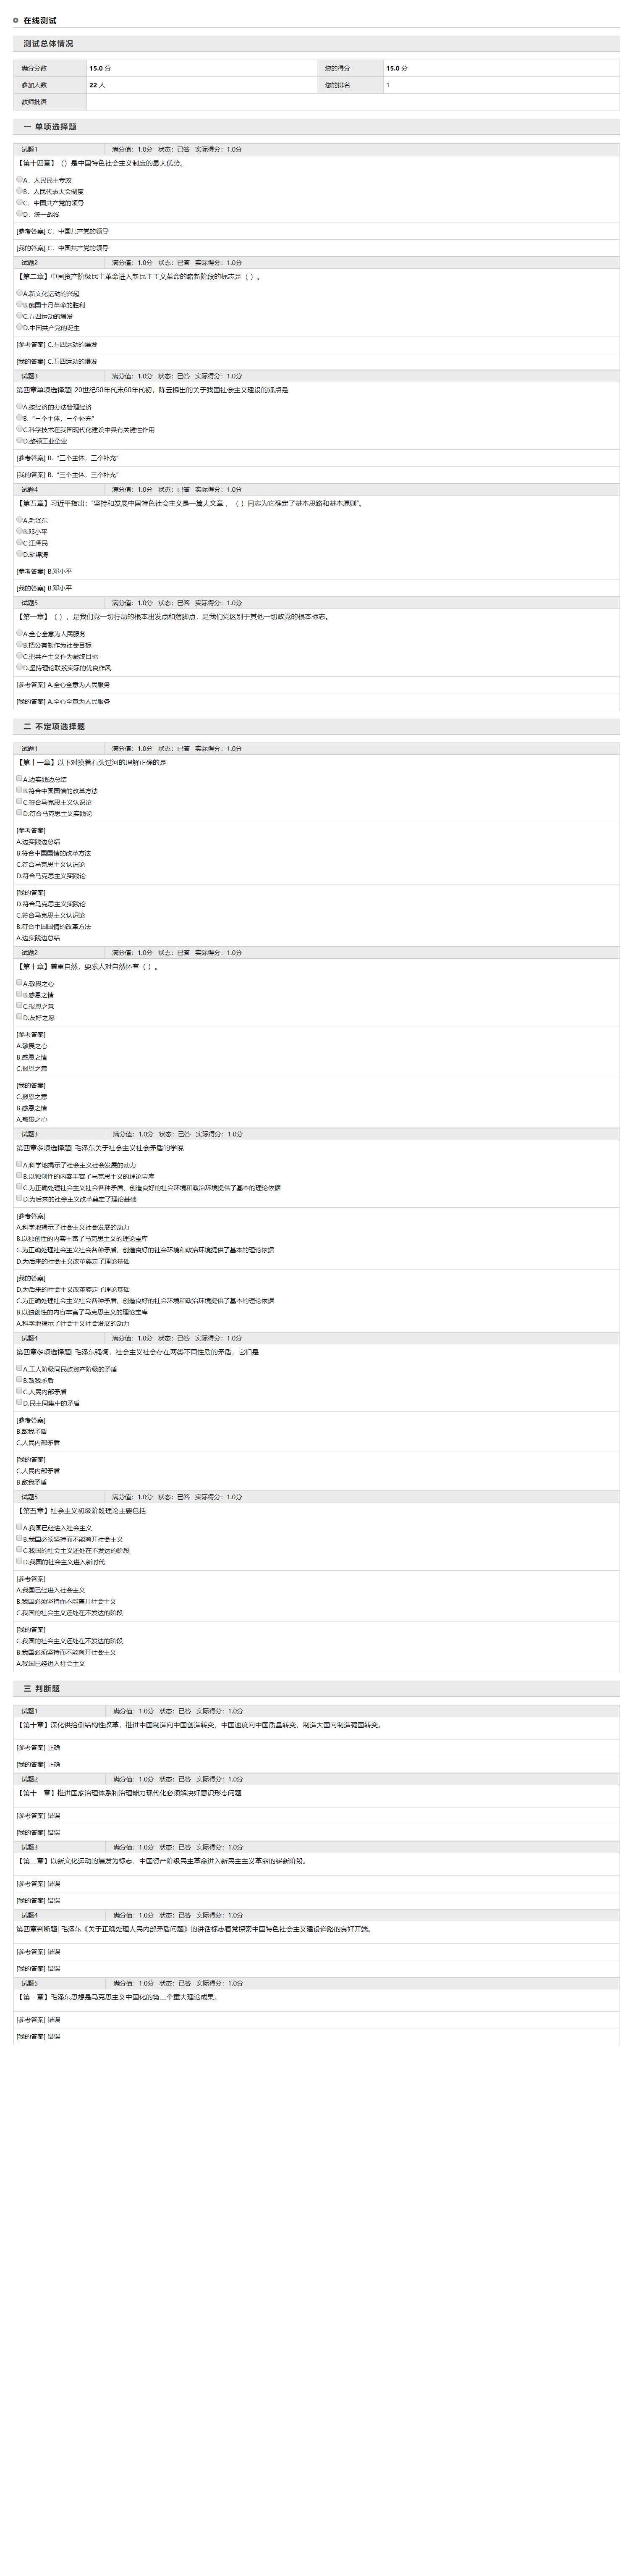 在线测试
测试总体情况
满分分数 15.0 分 您的得分 15.0 分
参加人数 22 人 您的排名 1
教师批语
一 单项选择题
试题1 满分值：1.0分 状态：已答 实际得分：1.0分
【第十四章】（）是中国特色社会主义制度的最大优势。
A．人民民主专政
B．人民代表大会制度
C．中国共产党的领导
D．统一战线
[参考答案] C．中国共产党的领导
[我的答案] C．中国共产党的领导
试题2 满分值：1.0分 状态：已答 实际得分：1.0分
【第二章】中国资产阶级民主革命进入新民主主义革命的崭新阶段的标志是（ ）。
A.新文化运动的兴起
B.俄国十月革命的胜利
C.五四运动的爆发
D.中国共产党的诞生
[参考答案] C.五四运动的爆发
[我的答案] C.五四运动的爆发
试题3 满分值：1.0分 状态：已答 实际得分：1.0分
第四章单项选择题| 20世纪50年代末60年代初，陈云提出的关于我国社会主义建设的观点是
A.按经济的办法管理经济
B．“三个主体，三个补充”
C.科学技术在我国现代化建设中具有关键性作用
D.整顿工业企业
[参考答案] B．“三个主体，三个补充”
[我的答案] B．“三个主体，三个补充”
试题4 满分值：1.0分 状态：已答 实际得分：1.0分
【第五章】习近平指出：“坚持和发展中国特色社会主义是一篇大文章 ，（ ）同志为它确定了基本思路和基本原则”。
A.毛泽东
B.邓小平
C.江泽民
D.胡锦涛
[参考答案] B.邓小平
[我的答案] B.邓小平
试题5 满分值：1.0分 状态：已答 实际得分：1.0分
【第一章】（ ），是我们党一切行动的根本出发点和落脚点，是我们党区别于其他一切政党的根本标志。
A.全心全意为人民服务
B.把公有制作为社会目标
C.把共产主义作为最终目标
D.坚持理论联系实际的优良作风
[参考答案] A.全心全意为人民服务
[我的答案] A.全心全意为人民服务
二 不定项选择题
试题1 满分值：1.0分 状态：已答 实际得分：1.0分
【第十一章】以下对摸着石头过河的理解正确的是
A.边实践边总结
B.符合中国国情的改革方法
C.符合马克思主义认识论
D.符合马克思主义实践论
[参考答案]
A.边实践边总结
B.符合中国国情的改革方法
C.符合马克思主义认识论
D.符合马克思主义实践论
[我的答案]
D.符合马克思主义实践论
C.符合马克思主义认识论
B.符合中国国情的改革方法
A.边实践边总结
试题2 满分值：1.0分 状态：已答 实际得分：1.0分
【第十章】尊重自然，要求人对自然怀有（ ）。
A.敬畏之心
B.感恩之情
C.报恩之意
D.友好之愿
[参考答案]
A.敬畏之心
B.感恩之情
C.报恩之意
[我的答案]
C.报恩之意
B.感恩之情
A.敬畏之心
试题3 满分值：1.0分 状态：已答 实际得分：1.0分
第四章多项选择题| 毛泽东关于社会主义社会矛盾的学说
A.科学地揭示了社会主义社会发展的动力
B.以独创性的内容丰富了马克思主义的理论宝库
C.为正确处理社会主义社会各种矛盾，创造良好的社会环境和政治环境提供了基本的理论依据
D.为后来的社会主义改革奠定了理论基础
[参考答案]
A.科学地揭示了社会主义社会发展的动力
B.以独创性的内容丰富了马克思主义的理论宝库
C.为正确处理社会主义社会各种矛盾，创造良好的社会环境和政治环境提供了基本的理论依据
D.为后来的社会主义改革奠定了理论基础
[我的答案]
D.为后来的社会主义改革奠定了理论基础
C.为正确处理社会主义社会各种矛盾，创造良好的社会环境和政治环境提供了基本的理论依据
B.以独创性的内容丰富了马克思主义的理论宝库
A.科学地揭示了社会主义社会发展的动力
试题4 满分值：1.0分 状态：已答 实际得分：1.0分
第四章多项选择题| 毛泽东强调，社会主义社会存在两类不同性质的矛盾，它们是
A.工人阶级同民族资产阶级的矛盾
B.敌我矛盾
C.人民内部矛盾
D.民主同集中的矛盾
[参考答案]
B.敌我矛盾
C.人民内部矛盾
[我的答案]
C.人民内部矛盾
B.敌我矛盾
试题5 满分值：1.0分 状态：已答 实际得分：1.0分
【第五章】社会主义初级阶段理论主要包括
A.我国已经进入社会主义
B.我国必须坚持而不能离开社会主义
C.我国的社会主义还处在不发达的阶段
D.我国的社会主义进入新时代
[参考答案]
A.我国已经进入社会主义
B.我国必须坚持而不能离开社会主义
C.我国的社会主义还处在不发达的阶段
[我的答案]
C.我国的社会主义还处在不发达的阶段
B.我国必须坚持而不能离开社会主义
A.我国已经进入社会主义
三 判断题
试题1 满分值：1.0分 状态：已答 实际得分：1.0分
【第十章】深化供给侧结构性改革，推进中国制造向中国创造转变，中国速度向中国质量转变，制造大国向制造强国转变。
[参考答案] 正确
[我的答案] 正确
试题2 满分值：1.0分 状态：已答 实际得分：1.0分
【第十一章】推进国家治理体系和治理能力现代化必须解决好意识形态问题
[参考答案] 错误
[我的答案] 错误
试题3 满分值：1.0分 状态：已答 实际得分：1.0分
【第二章】以新文化运动的爆发为标志，中国资产阶级民主革命进入新民主主义革命的崭新阶段。
[参考答案] 错误
[我的答案] 错误
试题4 满分值：1.0分 状态：已答 实际得分：1.0分
第四章判断题| 毛泽东《关于正确处理人民内部矛盾问题》的讲话标志着党探索中国特色社会主义建设道路的良好开端。
[参考答案] 错误
[我的答案] 错误
试题5 满分值：1.0分 状态：已答 实际得分：1.0分
【第一章】毛泽东思想是马克思主义中国化的第二个重大理论成果。
[参考答案] 错误
[我的答案] 错误